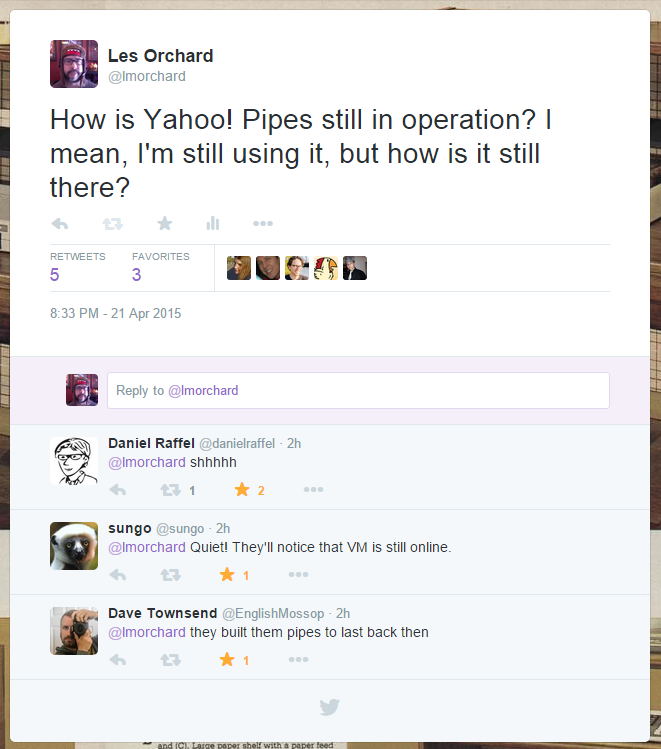 Les Orchard
@lmorchard
How is Yahoo! Pipes still in operation? I
mean, I'm still using it, but how is it still
there?
RETWEETS FAVORITES
5 3
8:33 PM - 21 Apr 2015
Reply to @lmorchard
Daniel Raffel @danielraffel · 2h
@lmorchard shhhhh
1 2
sungo @sungo · 2h
@lmorchard Quiet! They'll notice that VM is still online.
1
Dave Townsend @EnglishMossop · 2h
@lmorchard they built them pipes to last back then
1
and (C). Large paper shelf with a paper feed